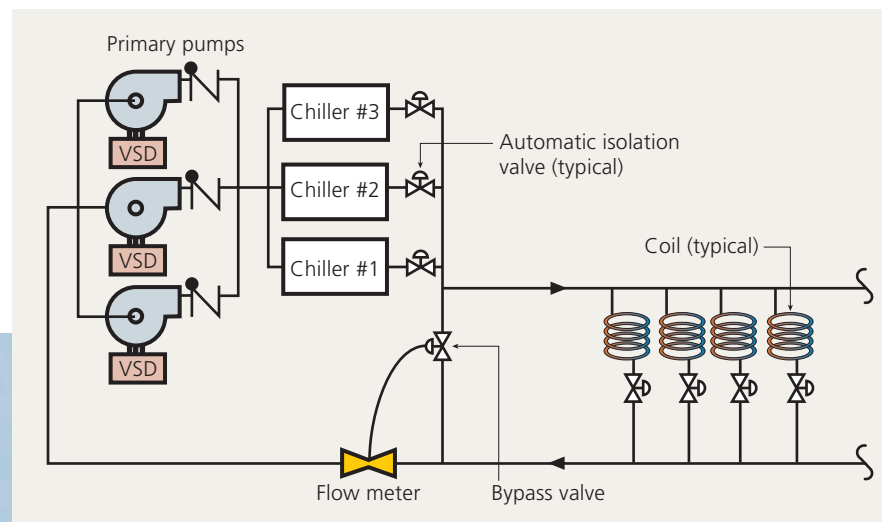 Primary pumps
VSD
VSD
VSD
Chiller #3
Chiller #2
Chiller #1
Automatic isolation
valve (typical)
Coil (typical)
Flow meter
Bypass valve